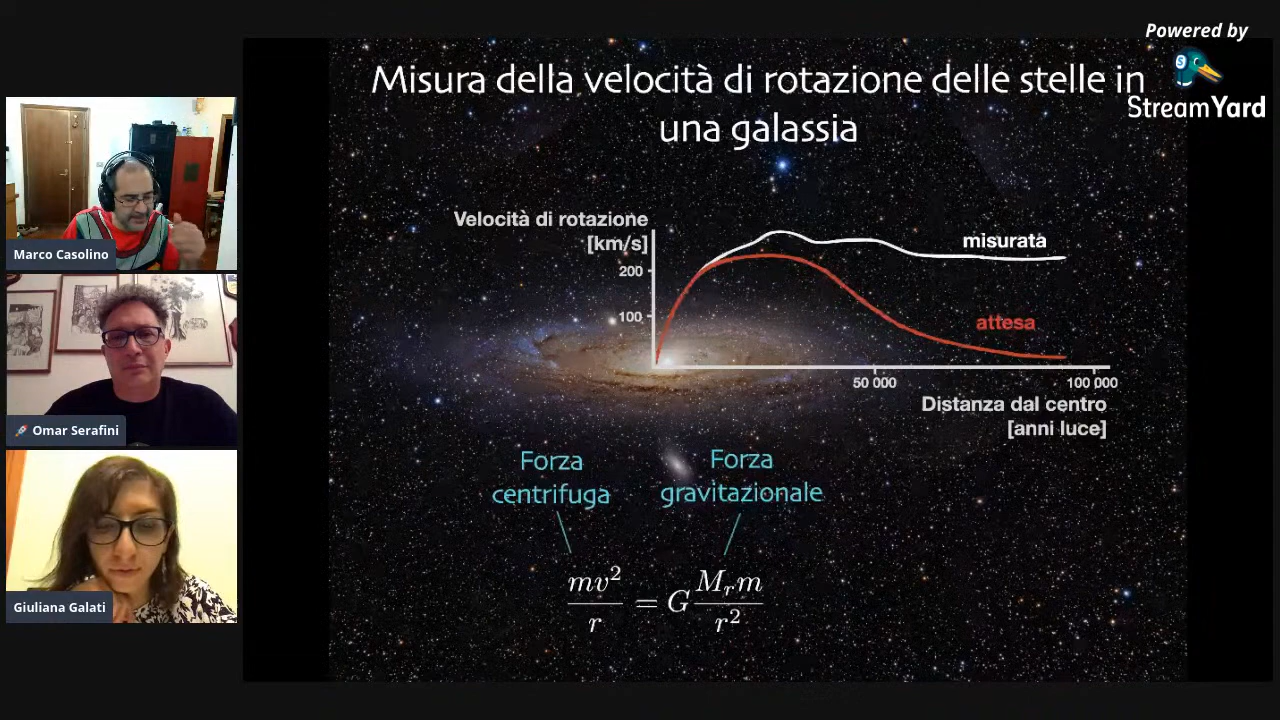 Powered by
StreamYard
Misura della velocità di rotazione delle stelle in
una galassia
Marco Casolino
Omar Serafini
Giuliana Galati
Velocità di rotazione
[km/s]
200
100
misurata
attesa
50 000
100 000
Distanza dal centro
[anni luce]
Forza
centrifuga
Forza
gravitazionale
mv²/r = G Mᵣm/r²